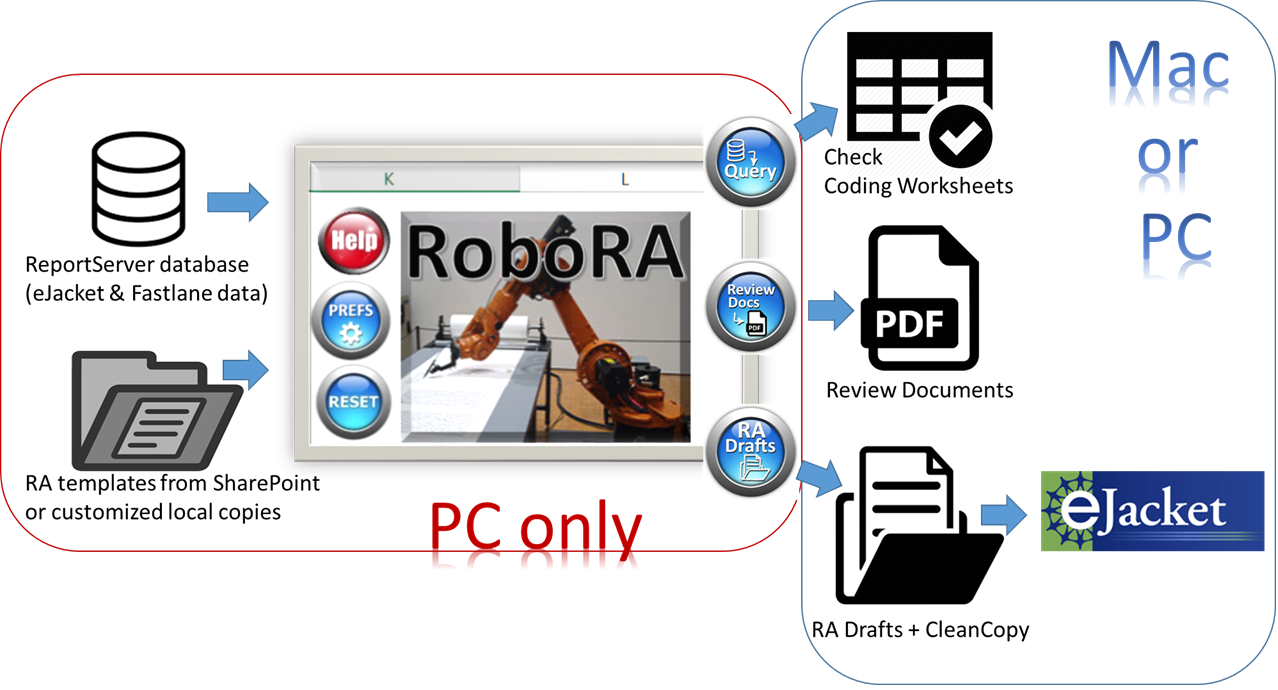 ReportServer database
(eJacket & Fastlane data)
RA templates from SharePoint
or customized local copies
K
L
Help
PREFS
RESET
RoboRA
Query
Review
Docs
PDF
RA
Drafts
PC only
Check
Coding Worksheets
PDF
Review Documents
RA Drafts + CleanCopy
eJacket
Mac
or
PC